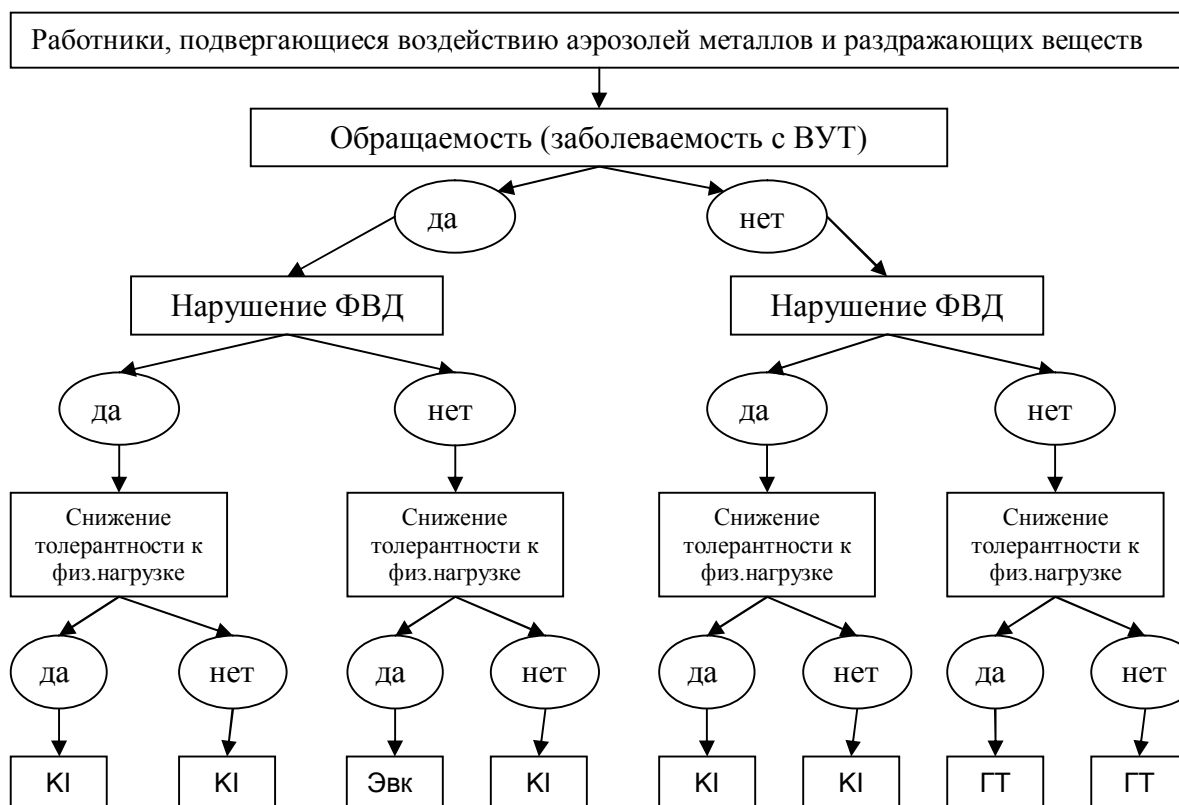 Работники, подвергающиеся воздействию аэрозолей металлов и раздражающих веществ
Обращаемость (заболеваемость с ВУТ)
да
нет
Нарушение ФВД
Нарушение ФВД
да
нет
да
нет
Снижение
толерантности к
физ.нагрузке
Снижение
толерантности к
физ.нагрузке
Снижение
толерантности к
физ.нагрузке
Снижение
толерантности к
физ.нагрузке
да
нет
да
нет
да
нет
да
нет
KI
KI
Эвк
KI
KI
KI
ГТ
ГТ